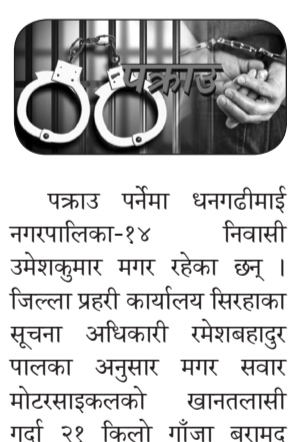 पक्राउ
पक्राउ पर्नेमा धनगढीमाई
नगरपालिका-१४ निवासी
उमेशकुमार मगर रहेका छन् ।
जिल्ला प्रहरी कार्यालय सिरहाका
सूचना अधिकारी रमेशबहादुर
पालका अनुसार मगर सवार
मोटरसाइकलको खानतलासी
गर्दा २१ किलो गाँजा बरामद